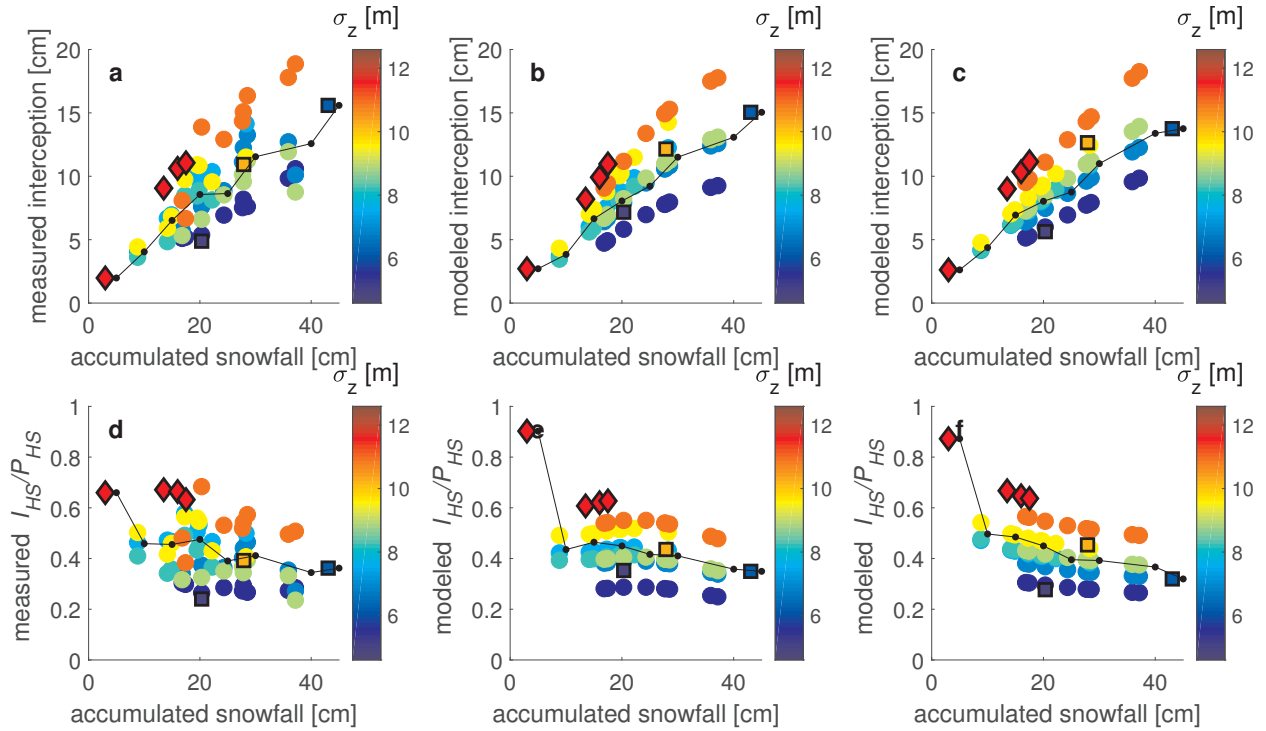 σz [m]
σz [m]
σz [m]
a
b
c
measured interception [cm]
modeled interception [cm]
modeled interception [cm]
20
15
10
5
0
20
15
10
5
0
20
15
10
5
0
0 20 40
0 20 40
0 20 40
12
10
8
6
12
10
8
6
12
10
8
6
accumulated snowfall [cm]
accumulated snowfall [cm]
accumulated snowfall [cm]
σz [m]
σz [m]
σz [m]
d
e
f
measured IHS/PHS
modeled IHS/PHS
modeled IHS/PHS
1
0.8
0.6
0.4
0.2
0
1
0.8
0.6
0.4
0.2
0
1
0.8
0.6
0.4
0.2
0
0 20 40
0 20 40
0 20 40
12
10
8
6
12
10
8
6
12
10
8
6
accumulated snowfall [cm]
accumulated snowfall [cm]
accumulated snowfall [cm]